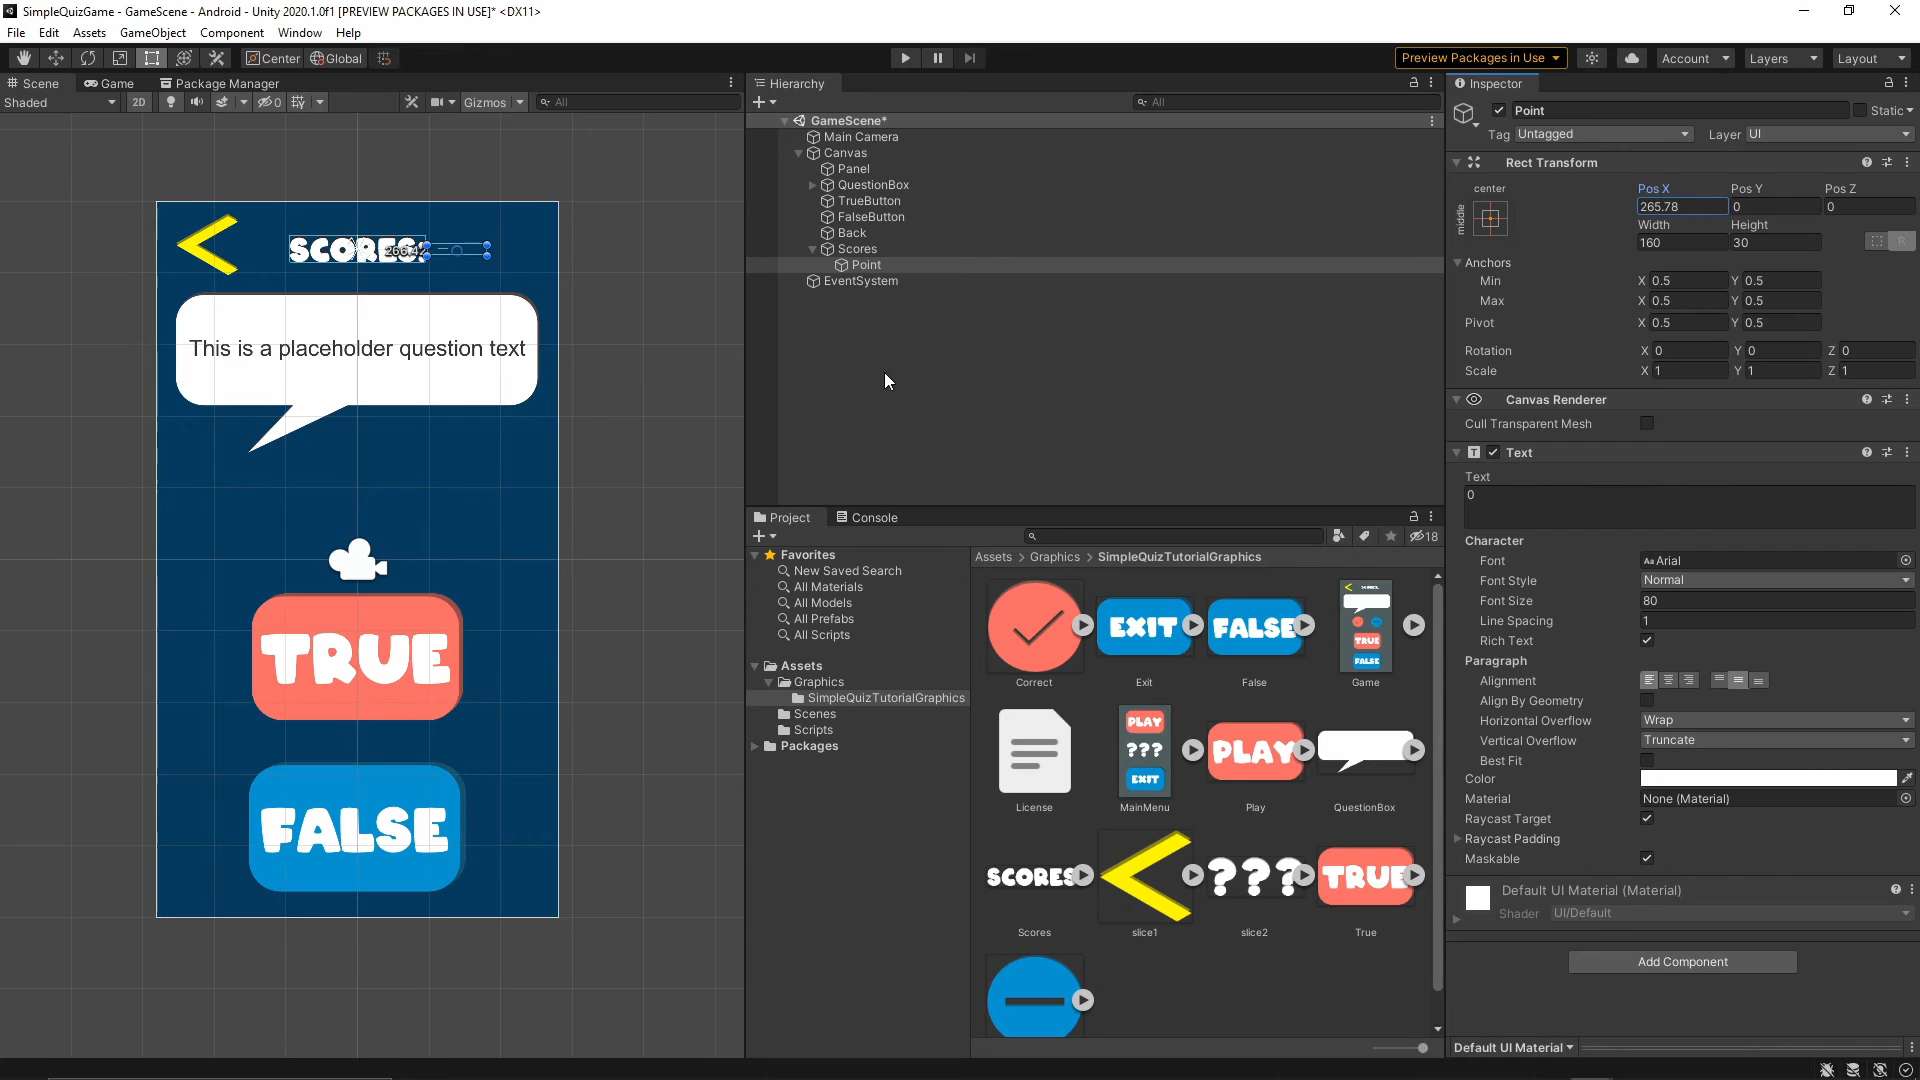 SimpleQuizGame - GameScene - Android - Unity 2020.1.0f1 [PREVIEW PACKAGES IN USE]* <DX11>
File Edit Assets GameObject Component Window Help
Center Global
Preview Packages in Use Account Layers Layout
Scene Game Package Manager
Shaded 2D 0 Gizmos All
SCORES:
This is a placeholder question text
TRUE
FALSE
Hierarchy
All
GameScene*
Main Camera
Canvas
Panel
QuestionBox
TrueButton
FalseButton
Back
Scores
Point
EventSystem
Project Console
18
Favorites
New Saved Search
All Materials
All Models
All Prefabs
All Scripts
Assets
Graphics
SimpleQuizTutorialGraphics
Scenes
Scripts
Packages
Assets > Graphics > SimpleQuizTutorialGraphics
EXIT FALSE
TRUE
FALSE
Correct Exit False Game
PLAY
???
EXIT
PLAY
License MainMenu Play QuestionBox
SCORES ??? TRUE
Scores slice1 slice2 True
Inspector
Point Static
Tag Untagged Layer UI
Rect Transform
center
middle
Pos X Pos Y Pos Z
265.78 0 0
Width Height
160 30
R
Anchors
Min X 0.5 Y 0.5
Max X 0.5 Y 0.5
Pivot X 0.5 Y 0.5
Rotation X 0 Y 0 Z 0
Scale X 1 Y 1 Z 1
Canvas Renderer
Cull Transparent Mesh
Text
Text
0
Character
Font Aa Arial
Font Style Normal
Font Size 80
Line Spacing 1
Rich Text
Paragraph
Alignment
Align By Geometry
Horizontal Overflow Wrap
Vertical Overflow Truncate
Best Fit
Color
Material None (Material)
Raycast Target
Raycast Padding
Maskable
Default UI Material (Material)
Shader UI/Default
Add Component
Default UI Material